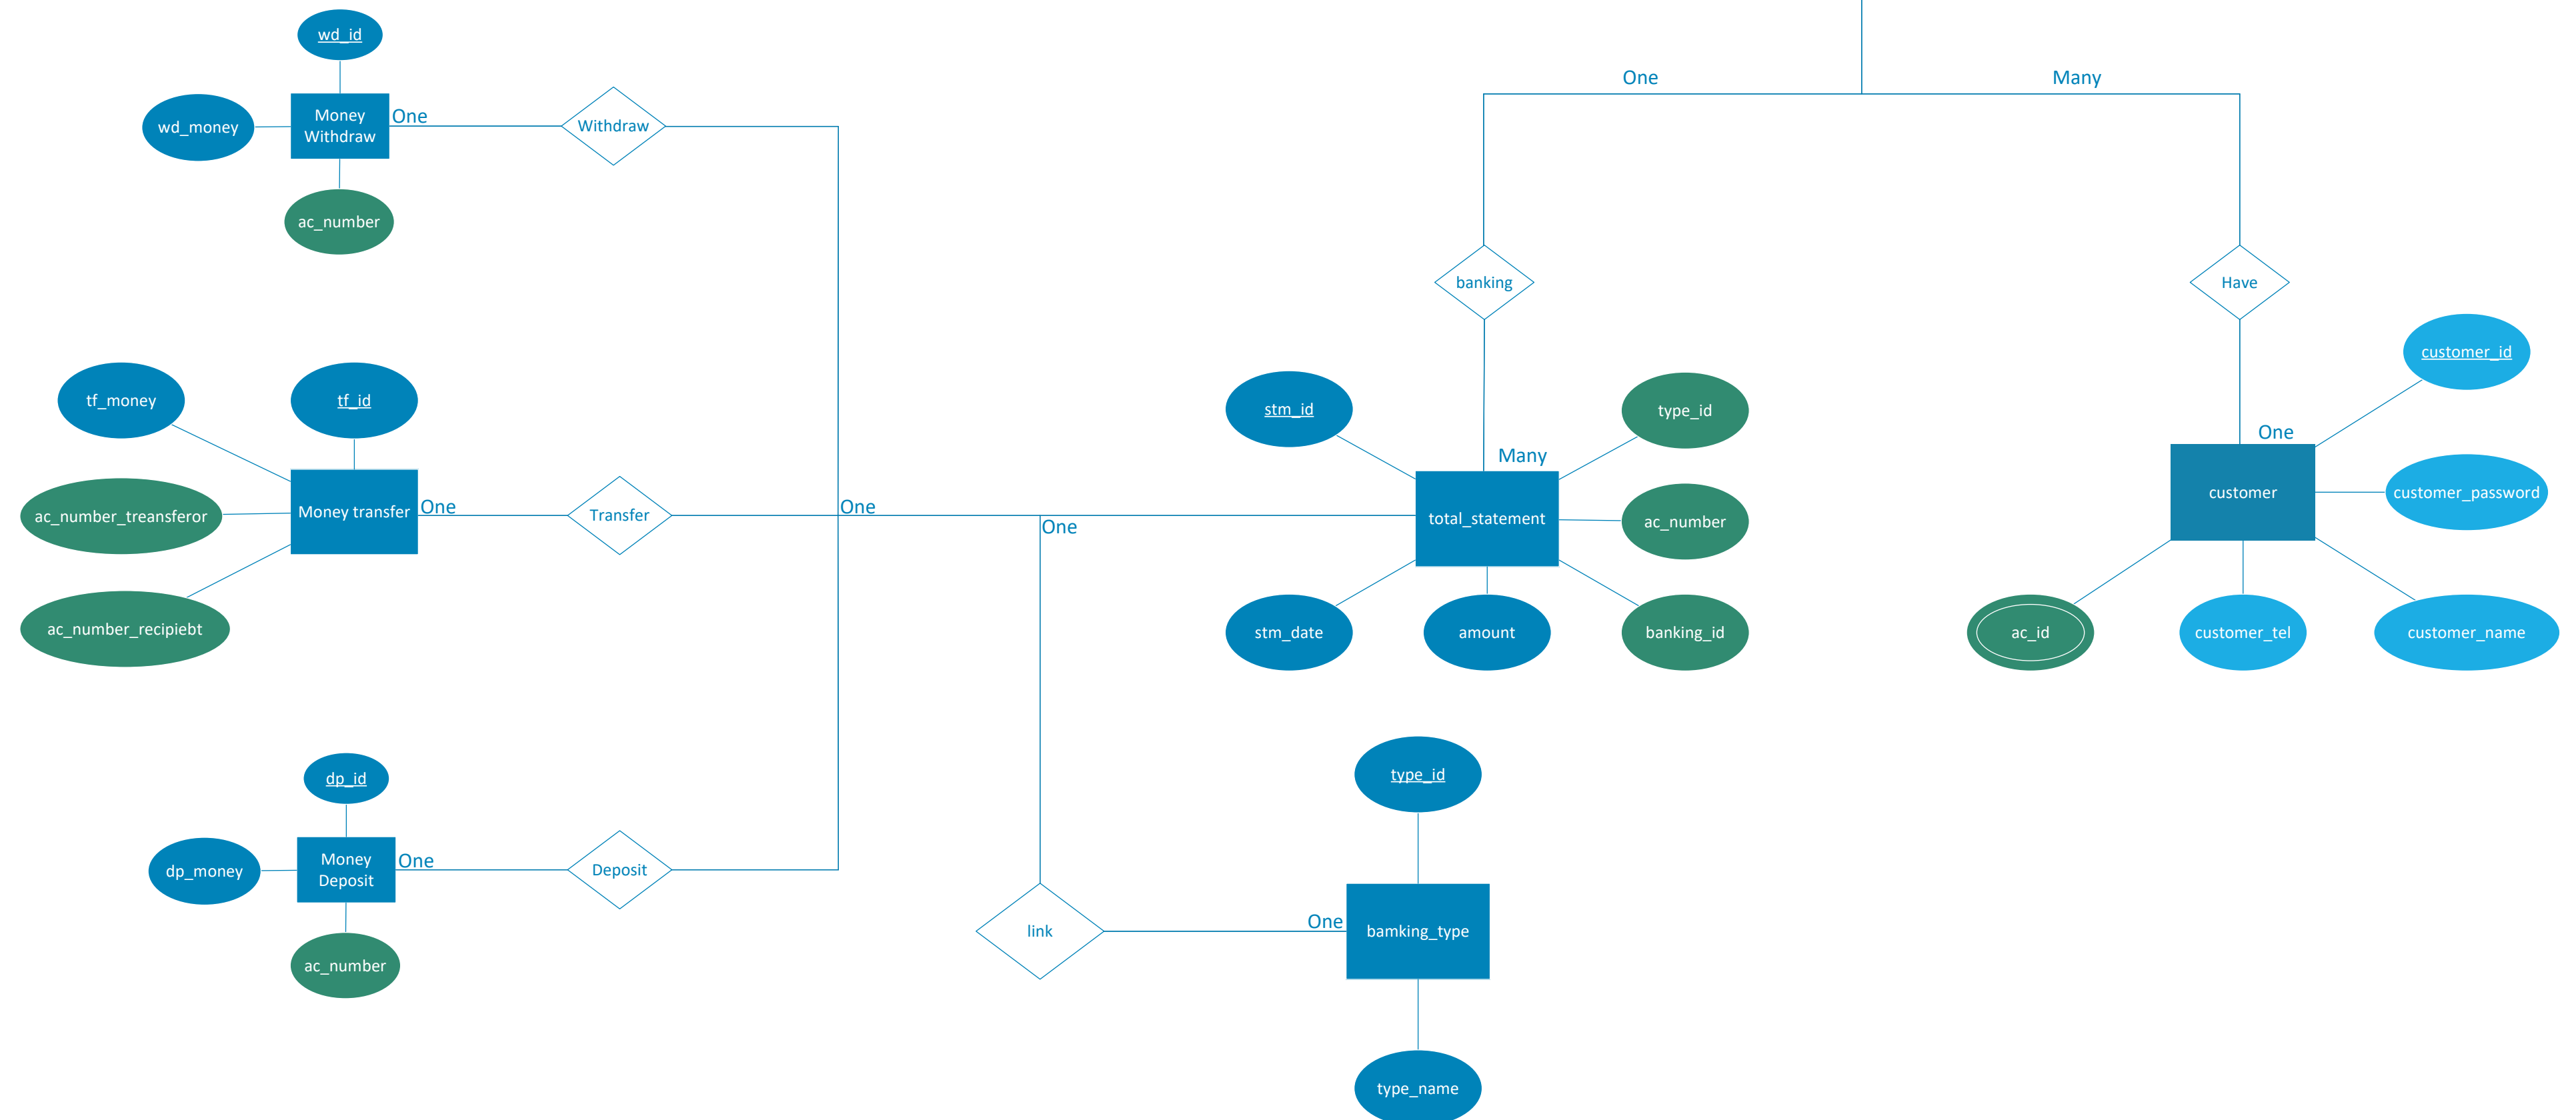 wd_id
One
Many
Money
Withdraw
One
Withdraw
wd_money
ac_number
banking
Have
customer_id
tf_money
tf_id
stm_id
type_id
One
Many
customer
customer_password
Money transfer
One
Transfer
One
One
total_statement
ac_number
ac_number_treansferor
ac_number_recipiebt
stm_date
amount
banking_id
ac_id
customer_tel
customer_name
dp_id
type_id
Money
Deposit
One
Deposit
dp_money
link
One
bamking_type
ac_number
type_name